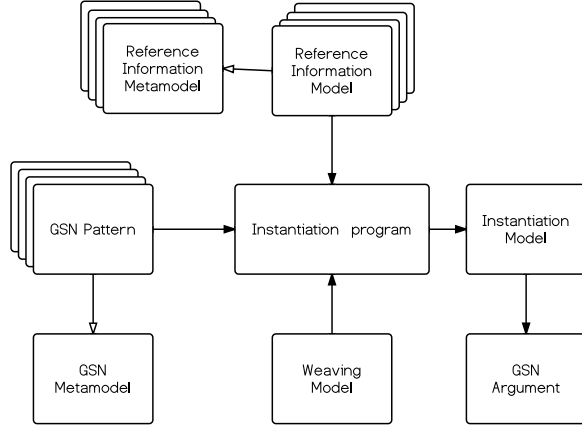 Reference
Information
Metamodel
Reference
Information
Model
GSN Pattern
Instantiation program
Instantiation
Model
GSN
Metamodel
Weaving
Model
GSN
Argument